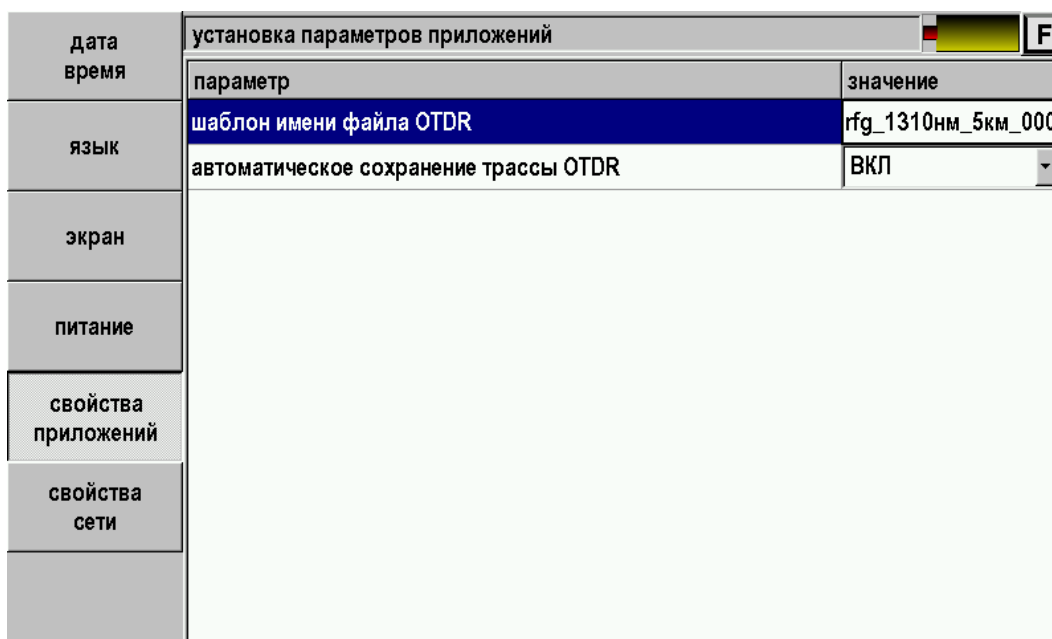 дата
время
язык
экран
питание
свойства
приложений
свойства
сети
установка параметров приложений
F
параметр
значение
шаблон имени файла OTDR
rfg_1310нм_5км_000
автоматическое сохранение трассы OTDR
ВКЛ